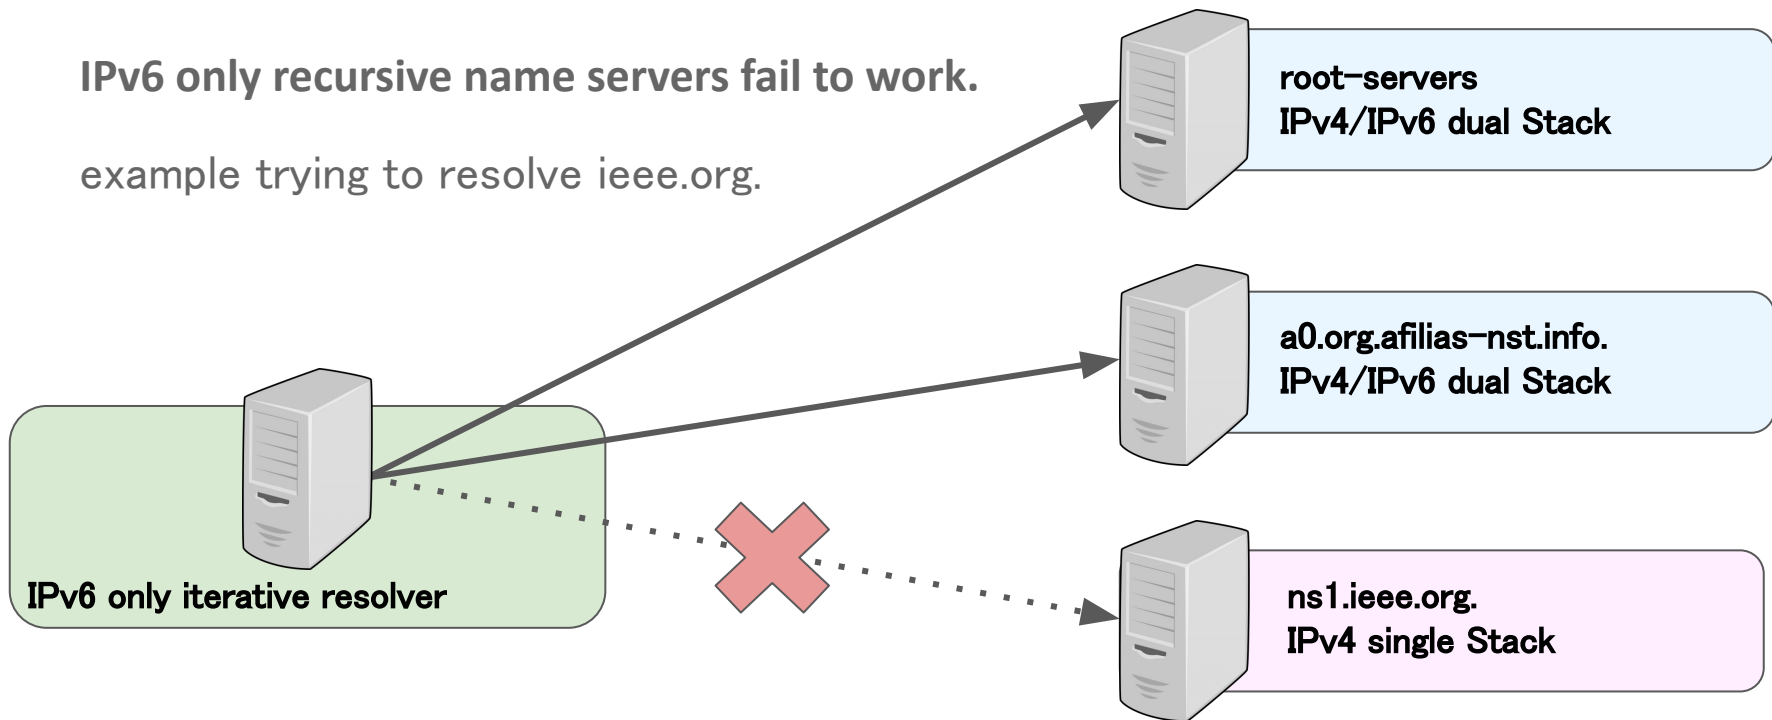 IPv6 only recursive name servers fail to work.
example trying to resolve ieee.org.
root-servers
IPv4/IPv6 dual Stack
a0.org.afilias-nst.info.
IPv4/IPv6 dual Stack
IPv6 only iterative resolver
ns1.ieee.org.
IPv4 single Stack